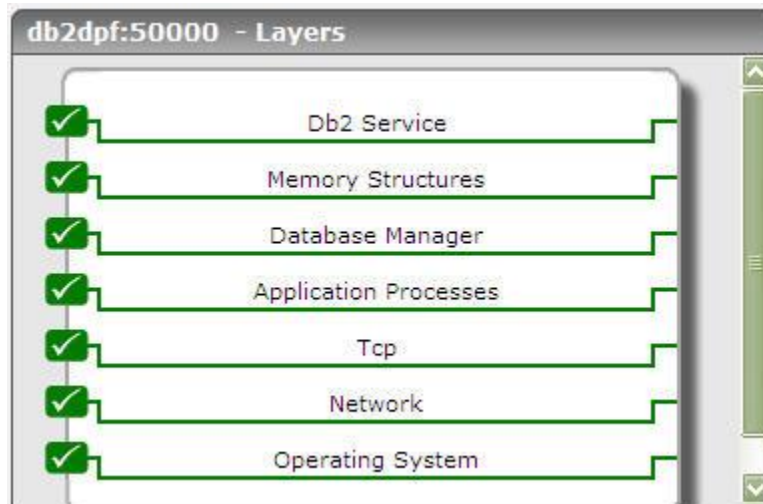 db2dpf:50000 - Layers
Db2 Service
Memory Structures
Database Manager
Application Processes
Tcp
Network
Operating System